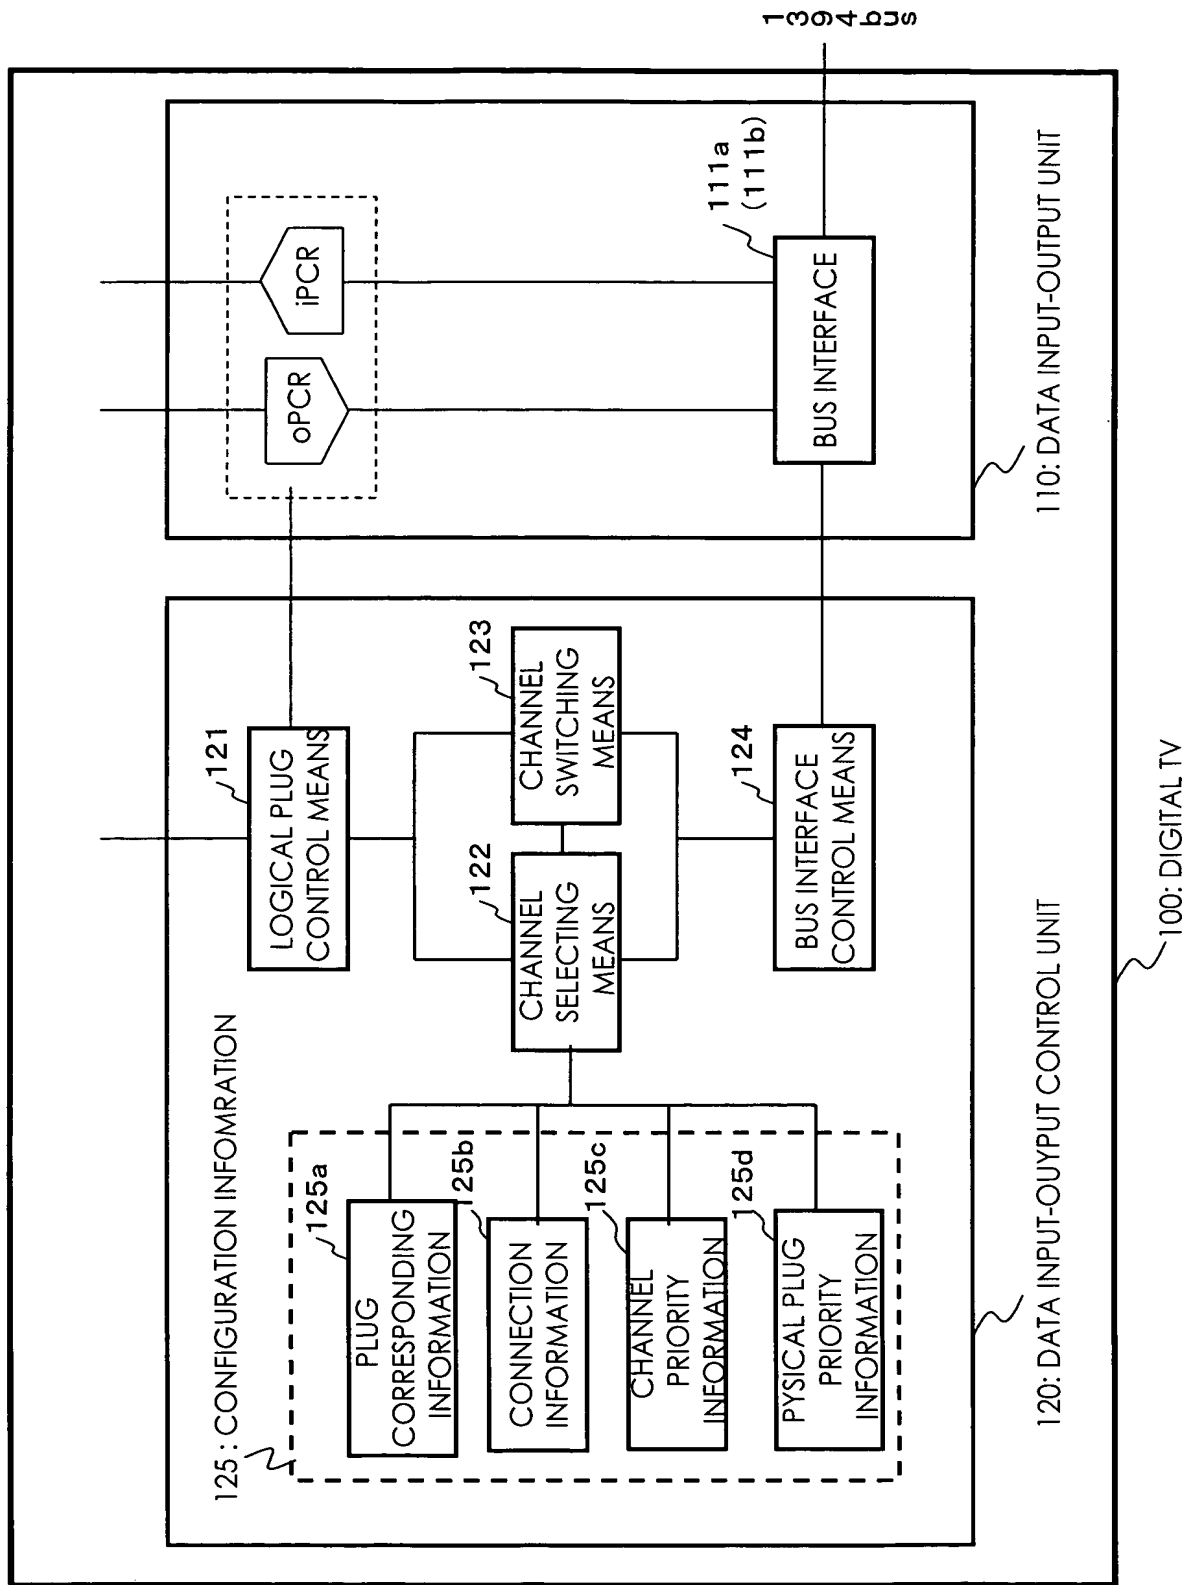 125 : CONFIGURATION INFOMRATION
125a
PLUG
CORRESPONDING
INFORMATION
125b
CONNECTION
INFORMATION
125c
CHANNEL
PRIORITY
INFORMATION
125d
PYSICAL PLUG
PRIORITY
INFORMATION
121
LOGICAL PLUG
CONTROL MEANS
122
CHANNEL
SELECTING
MEANS
123
CHANNEL
SWITCHING
MEANS
124
BUS INTERFACE
CONTROL MEANS
120: DATA INPUT-OUYPUT CONTROL UNIT
oPCR
iPCR
111a
(111b)
BUS INTERFACE
110: DATA INPUT-OUTPUT UNIT
1394bus
100: DIGITAL TV